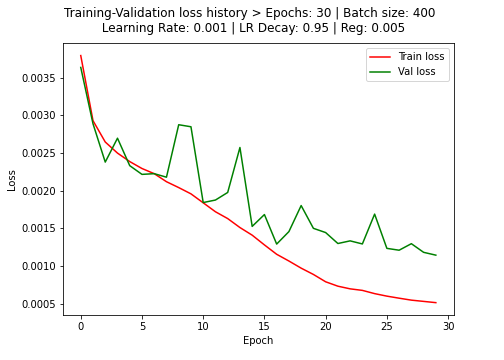 Training-Validation loss history > Epochs: 30 | Batch size: 400
Learning Rate: 0.001 | LR Decay: 0.95 | Reg: 0.005
Train loss
Val loss
0.0035
0.0030
0.0025
0.0020
0.0015
0.0010
0.0005
Loss
0 5 10 15 20 25 30
Epoch